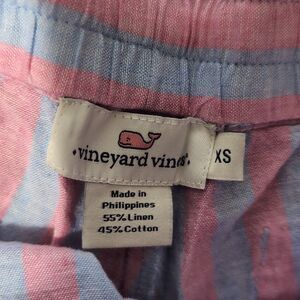 vineyard vines
XS
Made in
Philippines
55% Linen
45% Cotton